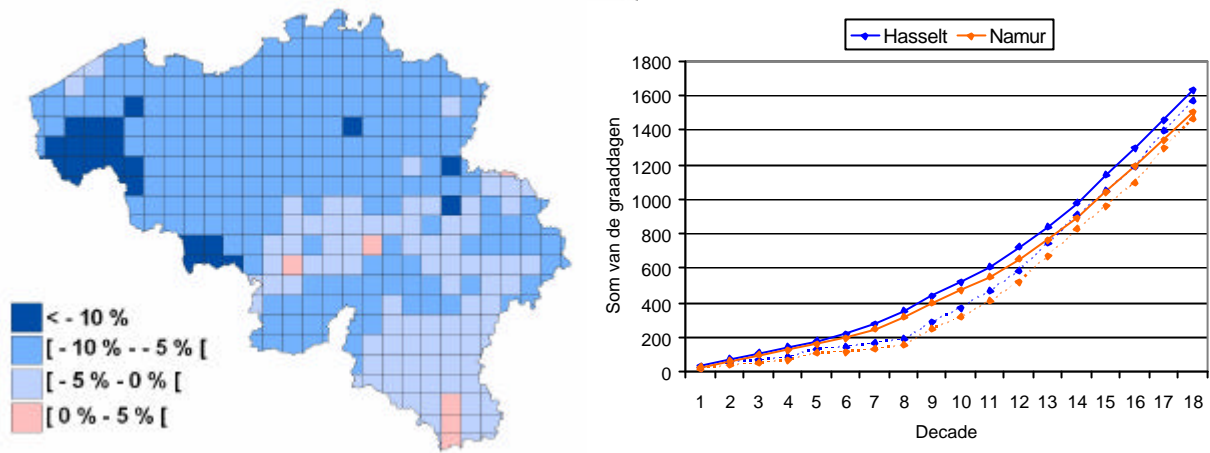 < - 10 %
[ - 10 % - - 5 % [
[ - 5 % - 0 % [
[ 0 % - 5 % [
Hasselt Namur
Som van de graaddagen
1800
1600
1400
1200
1000
800
600
400
200
0
1 2 3 4 5 6 7 8 9 10 11 12 13 14 15 16 17 18
Decade